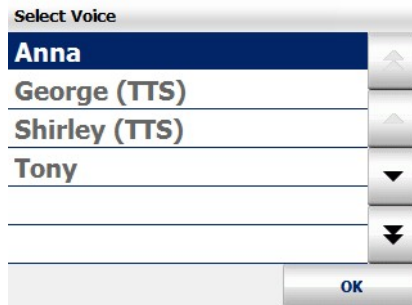 Select Voice
Anna
George (TTS)
Shirley (TTS)
Tony
OK